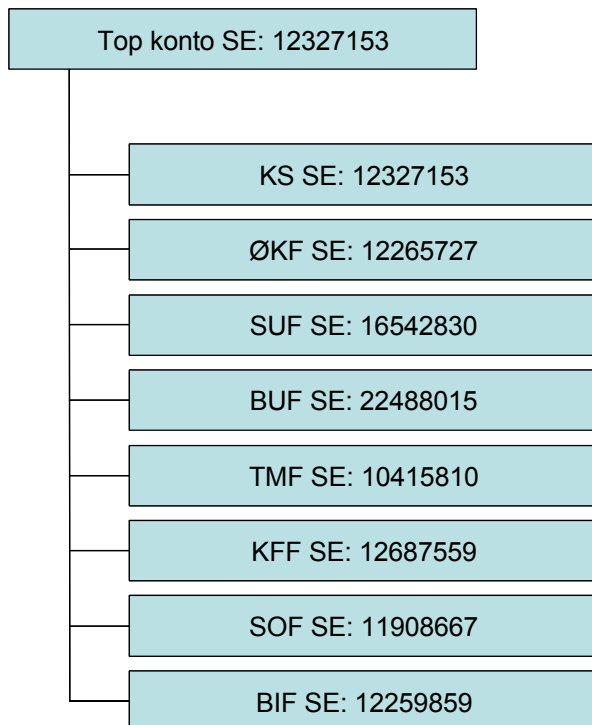 Top konto SE: 12327153
KS SE: 12327153
ØKF SE: 12265727
SUF SE: 16542830
BUF SE: 22488015
TMF SE: 10415810
KFF SE: 12687559
SOF SE: 11908667
BIF SE: 12259859